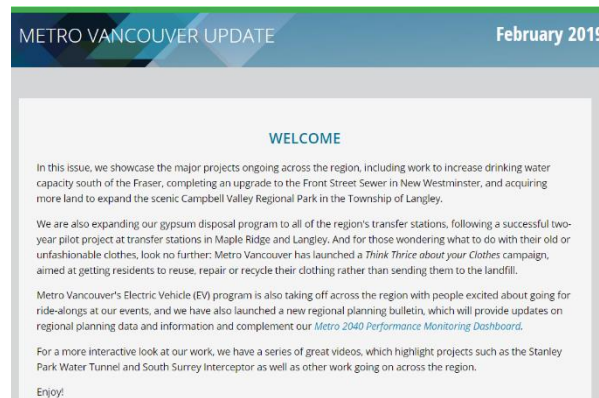 METRO VANCOUVER UPDATE
February 2019
WELCOME
In this issue, we showcase the major projects ongoing across the region, including work to increase drinking water
capacity south of the Fraser, completing an upgrade to the Front Street Sewer in New Westminster, and acquiring
more land to expand the scenic Campbell Valley Regional Park in the Township of Langley.
We are also expanding our gypsum disposal program to all of the region's transfer stations, following a successful two-
year pilot project at transfer stations in Maple Ridge and Langley. And for those wondering what to do with their old or
unfashionable clothes, look no further: Metro Vancouver has launched a Think Thrice about your Clothes campaign,
aimed at getting residents to reuse, repair or recycle their clothing rather than sending them to the landfill.
Metro Vancouver's Electric Vehicle (EV) program is also taking off across the region with people excited about going for
ride-alongs at our events, and we have also launched a new regional planning bulletin, which will provide updates on
regional planning data and information and complement our Metro 2040 Performance Monitoring Dashboard.
For a more interactive look at our work, we have a series of great videos, which highlight projects such as the Stanley
Park Water Tunnel and South Surrey Interceptor as well as other work going on across the region.
Enjoy!